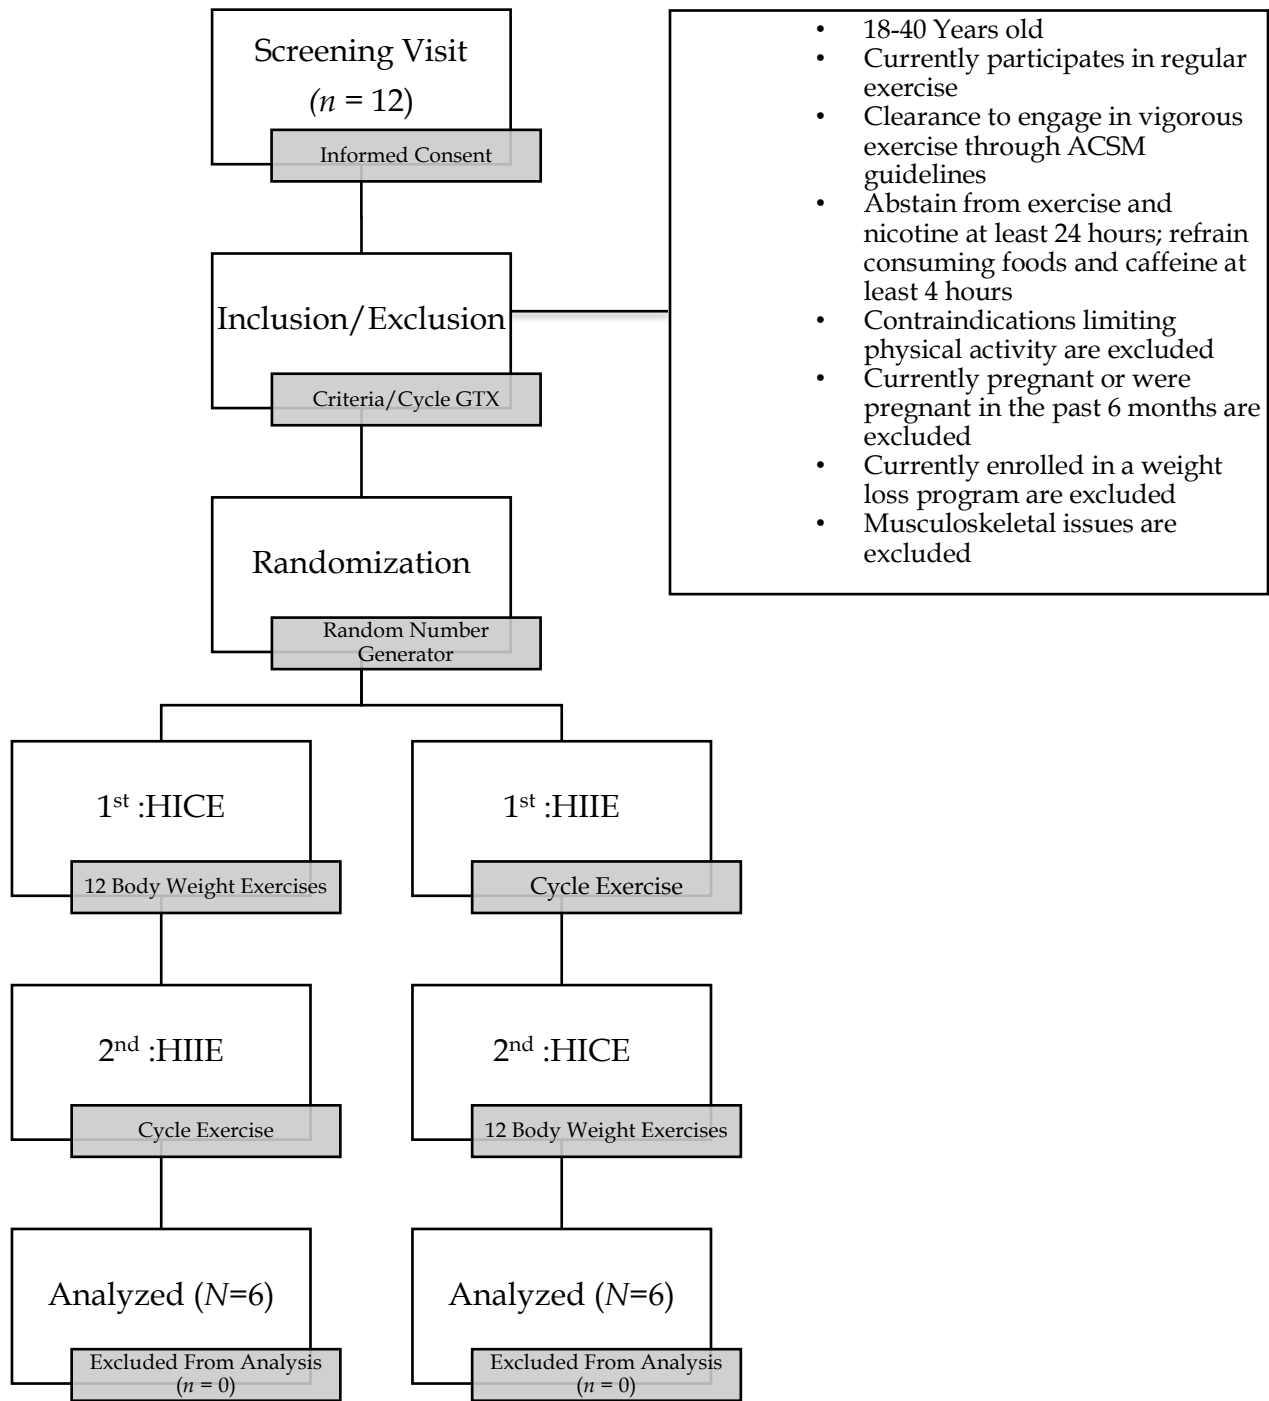 Screening Visit
(n = 12)
Informed Consent
• 18-40 Years old
• Currently participates in regular
exercise
• Clearance to engage in vigorous
exercise through ACSM
guidelines
• Abstain from exercise and
nicotine at least 24 hours; refrain
consuming foods and caffeine at
least 4 hours
• Contraindications limiting
physical activity are excluded
• Currently pregnant or were
pregnant in the past 6 months are
excluded
• Currently enrolled in a weight
loss program are excluded
• Musculoskeletal issues are
excluded
Inclusion/Exclusion
Criteria/Cycle GTX
Randomization
Random Number
Generator
1st :HICE
12 Body Weight Exercises
1st :HIIE
Cycle Exercise
2nd :HIIE
Cycle Exercise
2nd :HICE
12 Body Weight Exercises
Analyzed (N=6)
Excluded From Analysis
(n = 0)
Analyzed (N=6)
Excluded From Analysis
(n = 0)